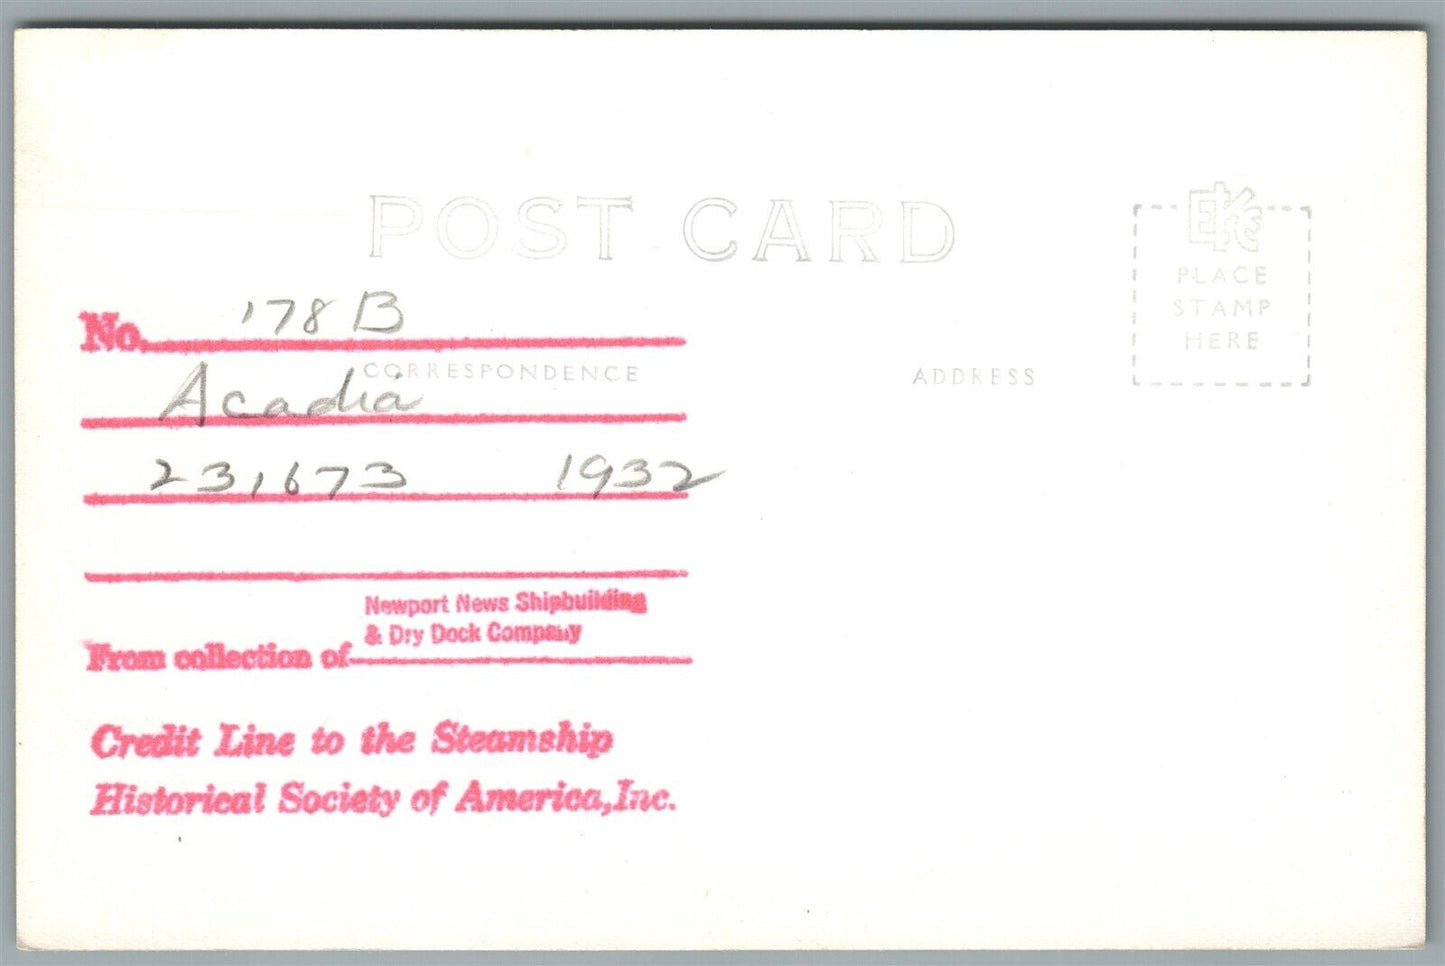 POST CARD
EKC
PLACE
STAMP
HERE
No. 178B
CORRESPONDENCE
ADDRESS
Acadia
231673 1932
Newport News Shipbuilding
& Dry Dock Company
From collection of
Credit Line to the Steamship
Historical Society of America, Inc.